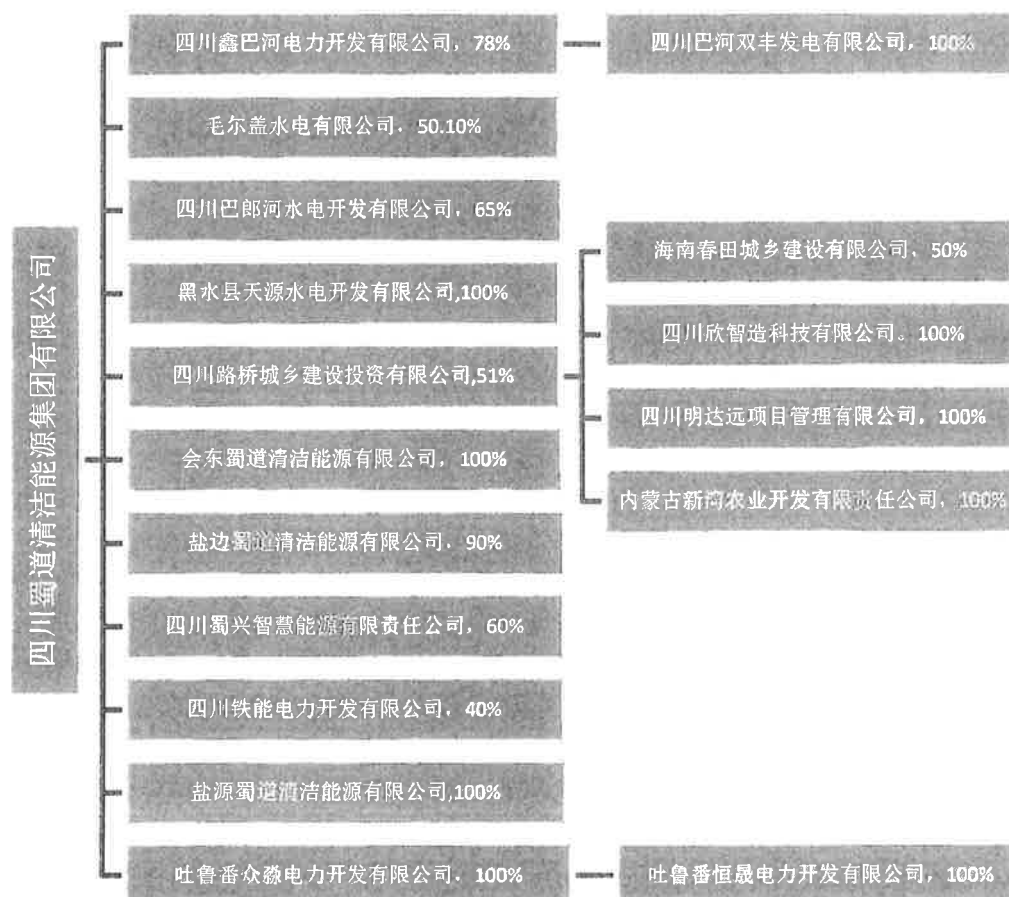 四川蜀道清洁能源集团有限公司
四川鑫巴河电力开发有限公司，78%
四川巴河双丰发电有限公司，100%
毛尔盖水电有限公司，50.10%
四川巴郎河水电开发有限公司，65%
黑水县天源水电开发有限公司,100%
四川路桥城乡建设投资有限公司,51%
海南春田城乡建设有限公司，50%
四川欣智造科技有限公司。100%
四川明达远项目管理有限公司，100%
内蒙古新湾农业开发有限责任公司，100%
会东蜀道清洁能源有限公司，100%
盐边蜀道清洁能源有限公司，90%
四川蜀兴智慧能源有限责任公司，60%
四川铁能电力开发有限公司，40%
盐源蜀道清洁能源有限公司,100%
吐鲁番众淼电力开发有限公司，100%
吐鲁番恒晟电力开发有限公司，100%